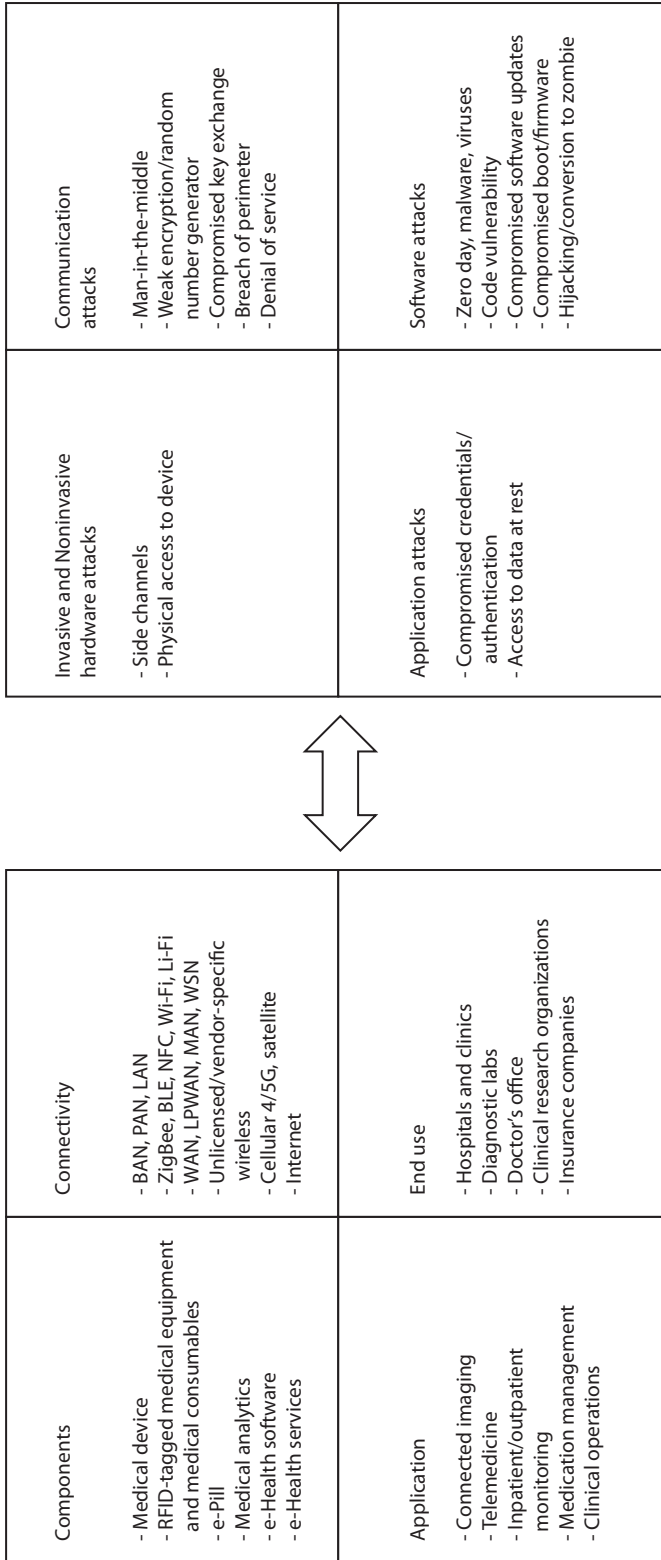 Components
- Medical device
- RFID-tagged medical equipment
and medical consumables
- e-Pill
- Medical analytics
- e-Health software
- e-Health services
Connectivity
- BAN, PAN, LAN
- ZigBee, BLE, NFC, Wi-Fi, Li-Fi
- WAN, LPWAN, MAN, WSN
- Unlicensed/vendor-specific
wireless
- Cellular 4/5G, satellite
- Internet
Application
- Connected imaging
- Telemedicine
- Inpatient/outpatient
monitoring
- Medication management
- Clinical operations
End use
- Hospitals and clinics
- Diagnostic labs
- Doctor's office
- Clinical research organizations
- Insurance companies
Invasive and Noninvasive
hardware attacks
- Side channels
- Physical access to device
Communication
attacks
- Man-in-the-middle
- Weak encryption/random
number generator
- Compromised key exchange
- Breach of perimeter
- Denial of service
Application attacks
- Compromised credentials/
authentication
- Access to data at rest
Software attacks
- Zero day, malware, viruses
- Code vulnerability
- Compromised software updates
- Compromised boot/firmware
- Hijacking/conversion to zombie